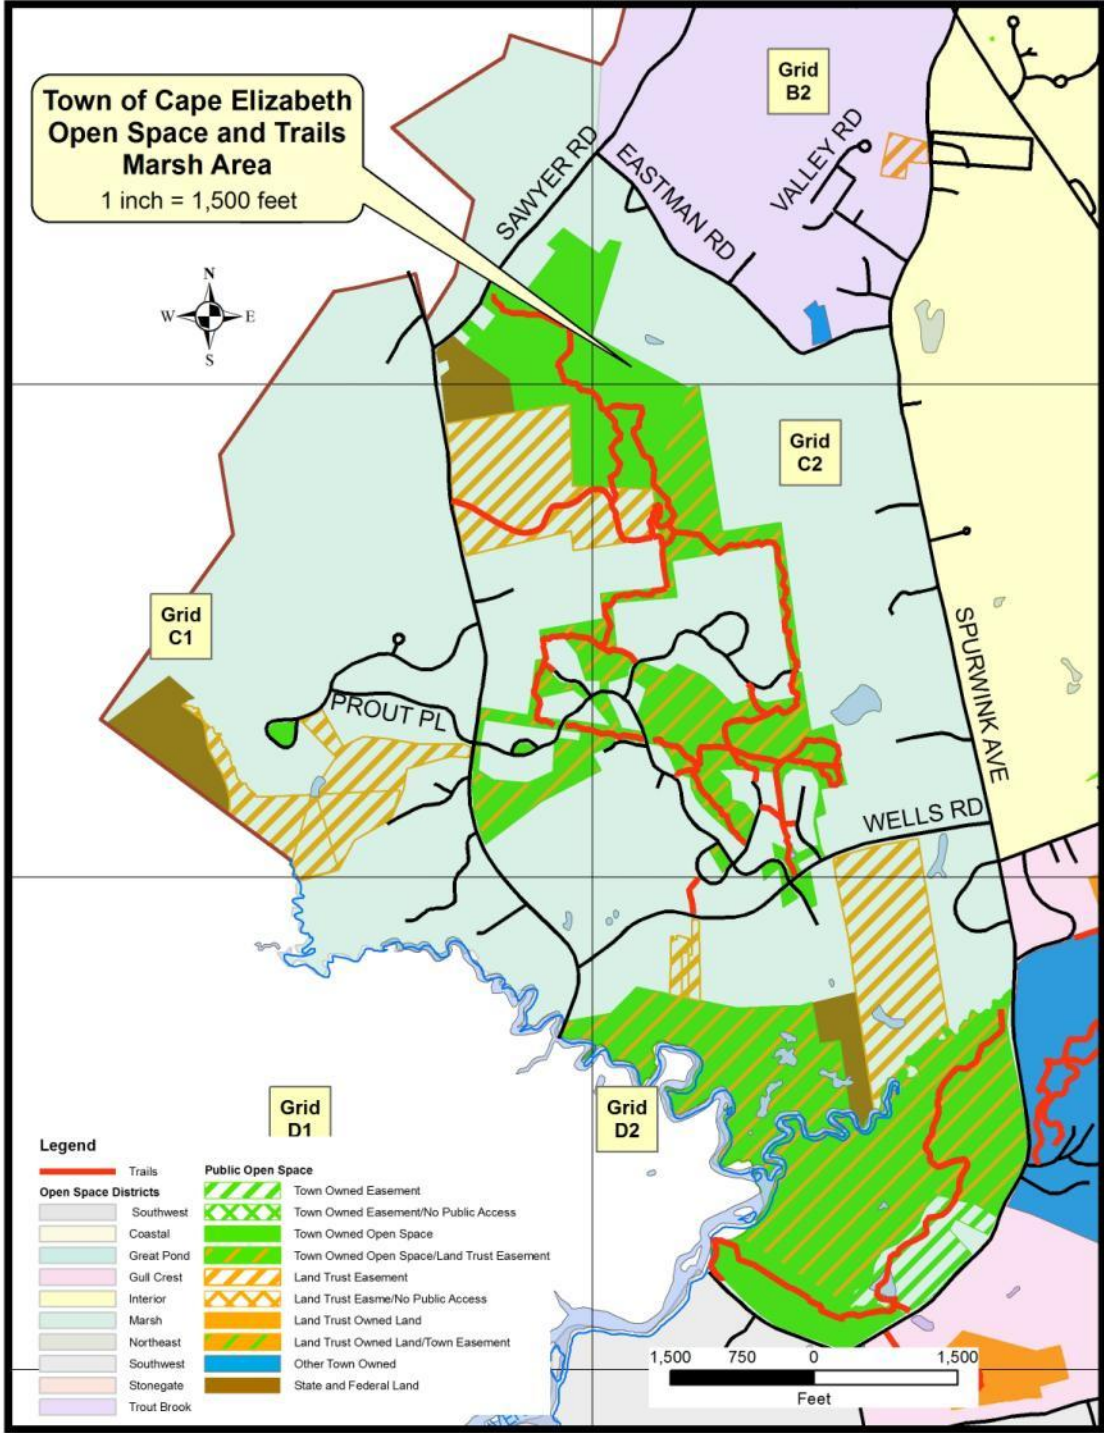 Town of Cape Elizabeth
Open Space and Trails
Marsh Area
1 inch = 1,500 feet
Grid
B2
SAWYER RD
EASTMAN RD
VALLEY RD
N
W
E
S
Grid
C2
Grid
C1
SPURWINK AVE
PROUT PL
WELLS RD
Grid
D1
Grid
D2
Legend
Trails
Open Space Districts
Southwest
Coastal
Great Pond
Gull Crest
Interior
Marsh
Northeast
Southwest
Stonegate
Trout Brook
Public Open Space
Town Owned Easement
Town Owned Easement/No Public Access
Town Owned Open Space
Town Owned Open Space/Land Trust Easement
Land Trust Easement
Land Trust Easme/No Public Access
Land Trust Owned Land
Land Trust Owned Land/Town Easement
Other Town Owned
State and Federal Land
1,500 750 0 1,500
Feet